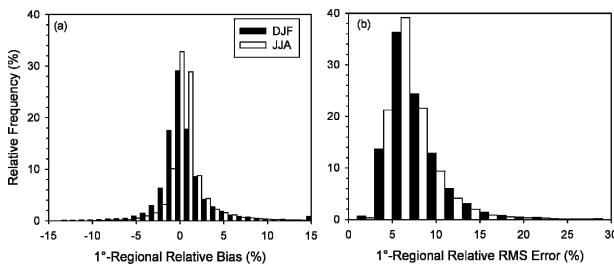 (a)
DJF
JJA
Relative Frequency (%)
40
30
20
10
0
-15 -10 -5 0 5 10 15
1°-Regional Relative Bias (%)
(b)
40
30
20
10
0
0 5 10 15 20 25 30
1°-Regional Relative RMS Error (%)